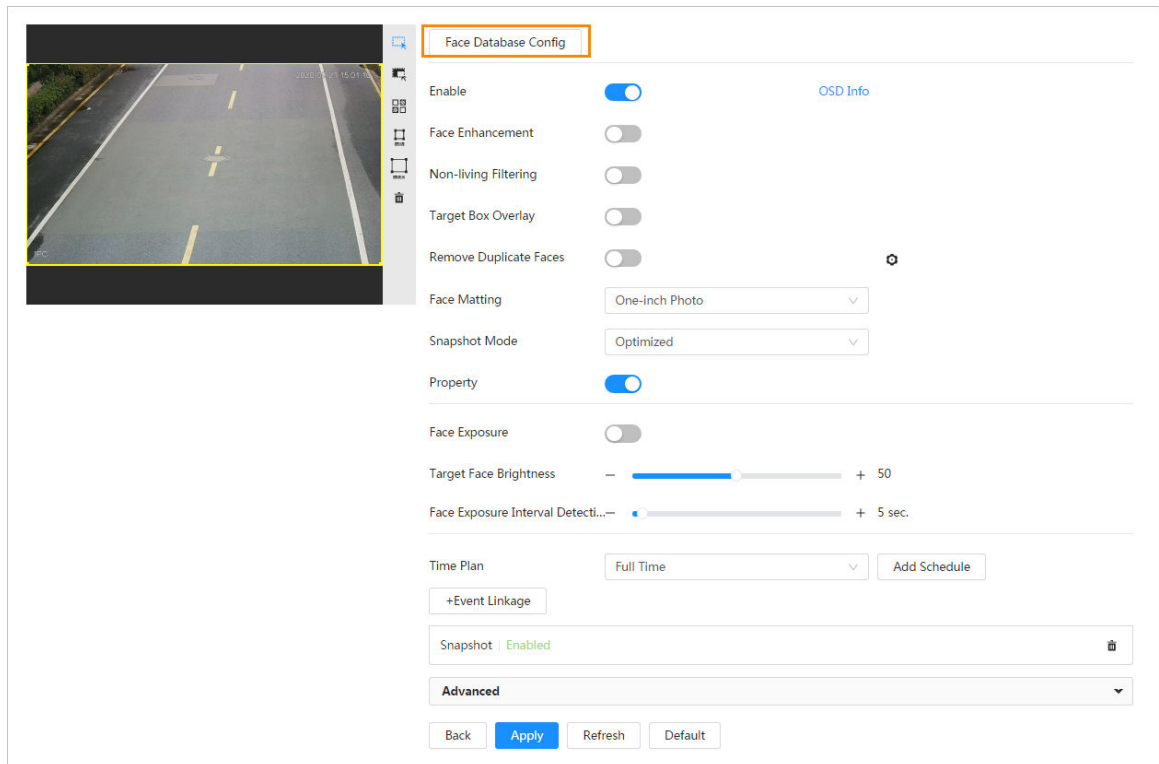 Face Database Config
Enable
OSD Info
Face Enhancement
Non-living Filtering
Target Box Overlay
Remove Duplicate Faces
Face Matting
One-inch Photo
Snapshot Mode
Optimized
Property
Face Exposure
Target Face Brightness
− + 50
Face Exposure Interval Detecti...
− + 5 sec.
Time Plan
Full Time
Add Schedule
+Event Linkage
Snapshot | Enabled
Advanced
Back
Apply
Refresh
Default
IPC